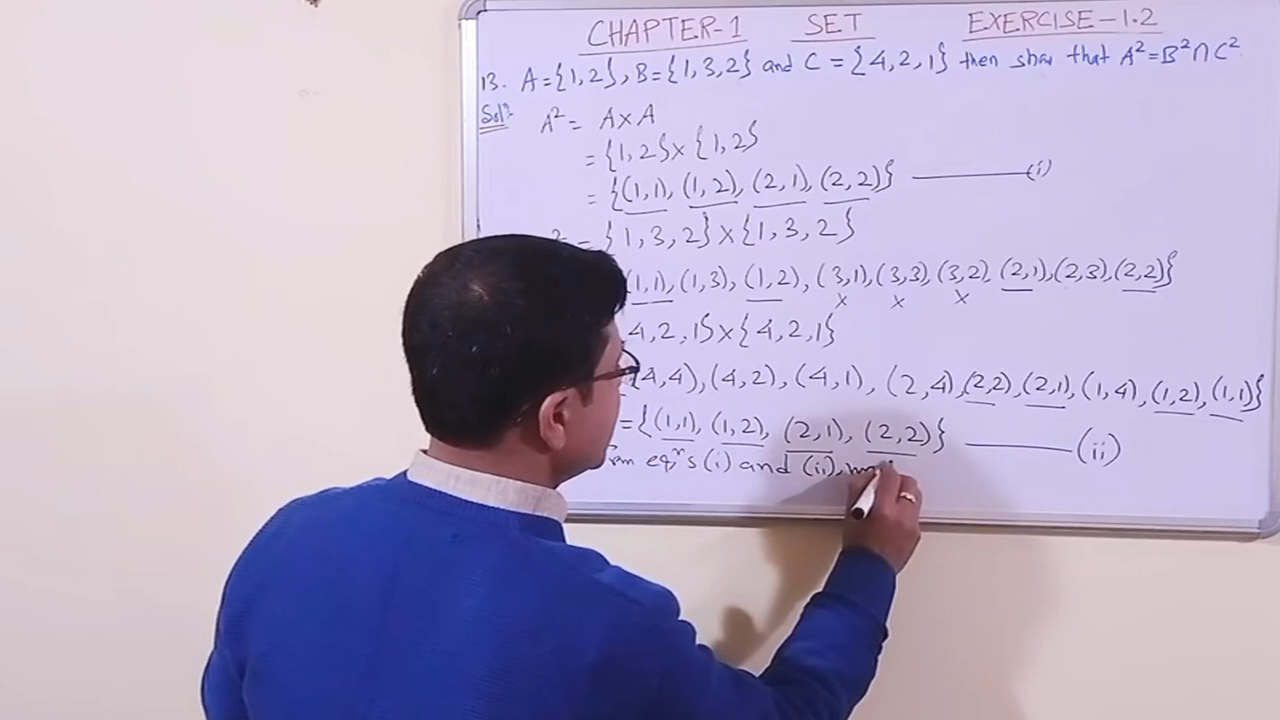 CHAPTER-1 SET EXERCISE-1.2
13. A={1,2}, B={1,3,2} and C={4,2,1} then show that A²=B²∩C²
Solⁿ
A² = A×A
= {1,2}×{1,2}
= {(1,1), (1,2), (2,1), (2,2)} ———(i)
= {1,3,2}×{1,3,2}
(1,1), (1,3), (1,2), (3,1), (3,3), (3,2), (2,1), (2,3), (2,2)}
x x x
4,2,1}×{4,2,1}
(4,4), (4,2), (4,1), (2,4), (2,2), (2,1), (1,4), (1,2), (1,1)}
= {(1,1), (1,2), (2,1), (2,2)} ———(ii)
eqⁿs (i) and (ii),